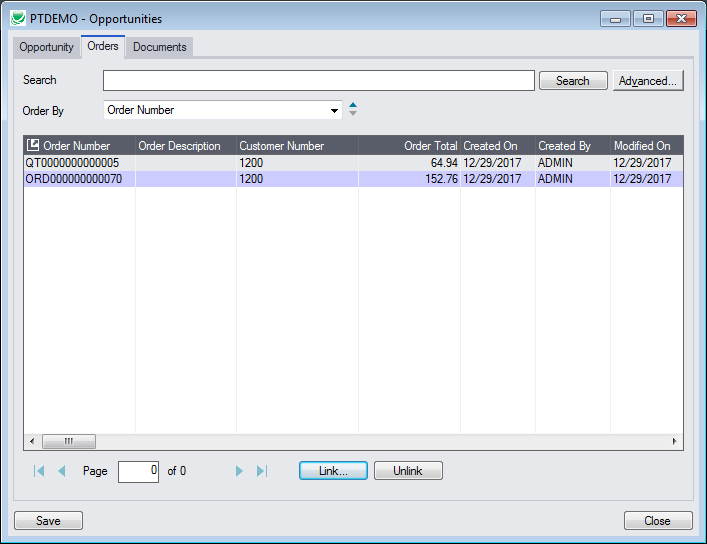 PTDEMO - Opportunities
Opportunity Orders Documents
Search Search Advanced...
Order By Order Number
Order Number Order Description Customer Number Order Total Created On Created By Modified On
QT0000000000005 1200 64.94 12/29/2017 ADMIN 12/29/2017
ORD000000000070 1200 152.76 12/29/2017 ADMIN 12/29/2017
Page 0 of 0 Link... Unlink
Save Close